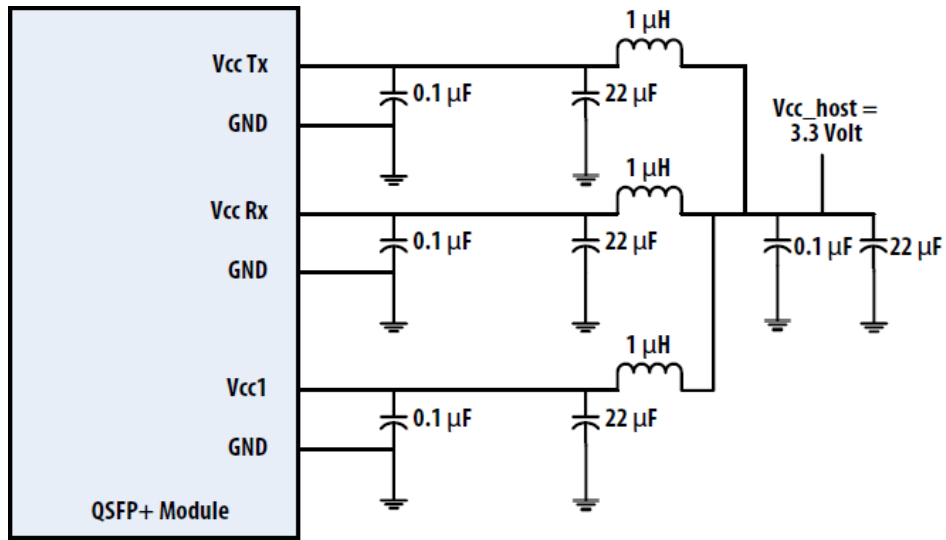 1 µH
Vcc Tx
0.1 µF
22 µF
Vcc_host =
3.3 Volt
GND
1 µH
Vcc Rx
0.1 µF
22 µF
0.1 µF
22 µF
GND
1 µH
Vcc1
0.1 µF
22 µF
GND
QSFP+ Module